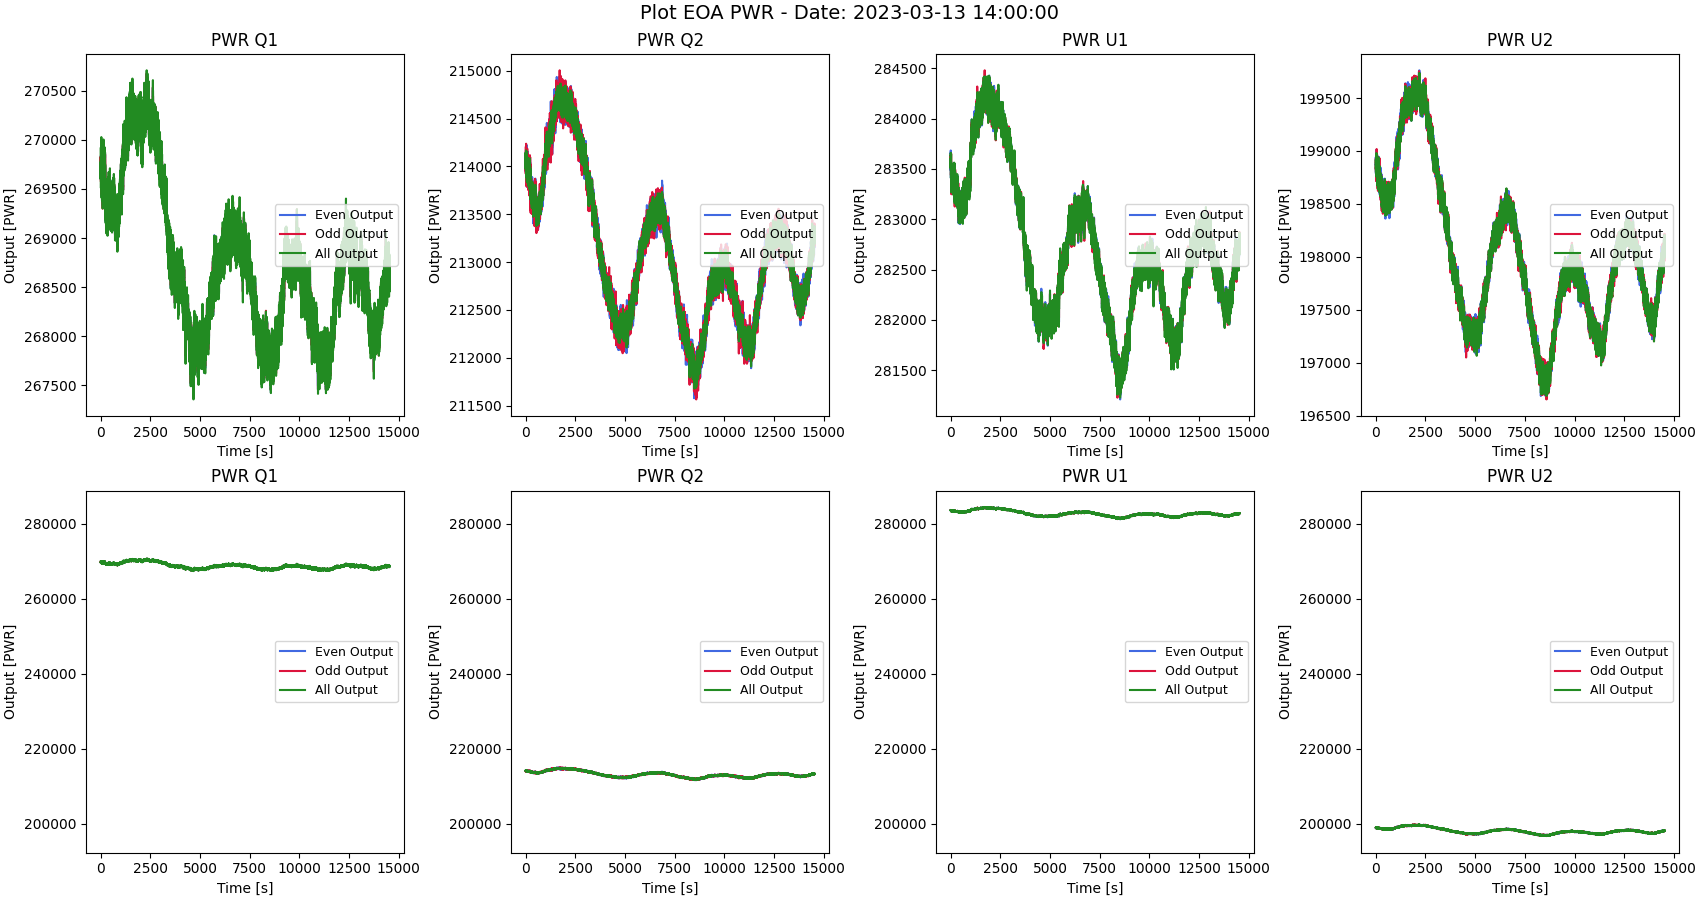 Plot EOA PWR - Date: 2023-03-13 14:00:00
PWR Q1
Output [PWR]
270500
270000
269500
269000
268500
268000
267500
Even Output
Odd Output
All Output
0 2500 5000 7500 10000 12500 15000
Time [s]
PWR Q2
Output [PWR]
215000
214500
214000
213500
213000
212500
212000
211500
Even Output
Odd Output
All Output
0 2500 5000 7500 10000 12500 15000
Time [s]
PWR U1
Output [PWR]
284500
284000
283500
283000
282500
282000
281500
Even Output
Odd Output
All Output
0 2500 5000 7500 10000 12500 15000
Time [s]
PWR U2
Output [PWR]
199500
199000
198500
198000
197500
197000
196500
Even Output
Odd Output
All Output
0 2500 5000 7500 10000 12500 15000
Time [s]
PWR Q1
Output [PWR]
280000
260000
240000
220000
200000
Even Output
Odd Output
All Output
0 2500 5000 7500 10000 12500 15000
Time [s]
PWR Q2
Output [PWR]
280000
260000
240000
220000
200000
Even Output
Odd Output
All Output
0 2500 5000 7500 10000 12500 15000
Time [s]
PWR U1
Output [PWR]
280000
260000
240000
220000
200000
Even Output
Odd Output
All Output
0 2500 5000 7500 10000 12500 15000
Time [s]
PWR U2
Output [PWR]
280000
260000
240000
220000
200000
Even Output
Odd Output
All Output
0 2500 5000 7500 10000 12500 15000
Time [s]